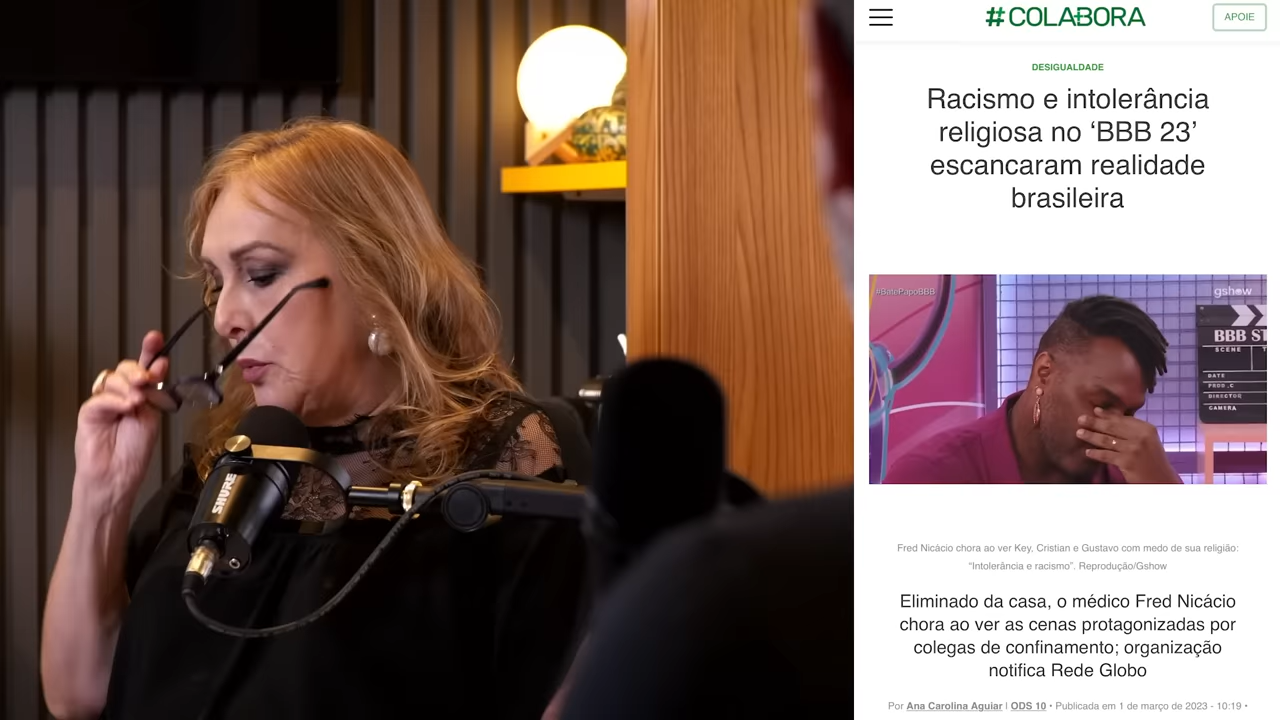 SHURE
#COLABORA
APOIE
DESIGUALDADE
Racismo e intolerância
religiosa no ‘BBB 23’
escancaram realidade
brasileira
#BatePapoBBB
gshow
BBB ST
SCENE
T
DATE
PROD.C
DIRECTOR
CAMERA
Fred Nicácio chora ao ver Key, Cristian e Gustavo com medo de sua religião:
“Intolerância e racismo”. Reprodução/Gshow
Eliminado da casa, o médico Fred Nicácio
chora ao ver as cenas protagonizadas por
colegas de confinamento; organização
notifica Rede Globo
Por Ana Carolina Aguiar | ODS 10 • Publicada em 1 de março de 2023 - 10:19 •